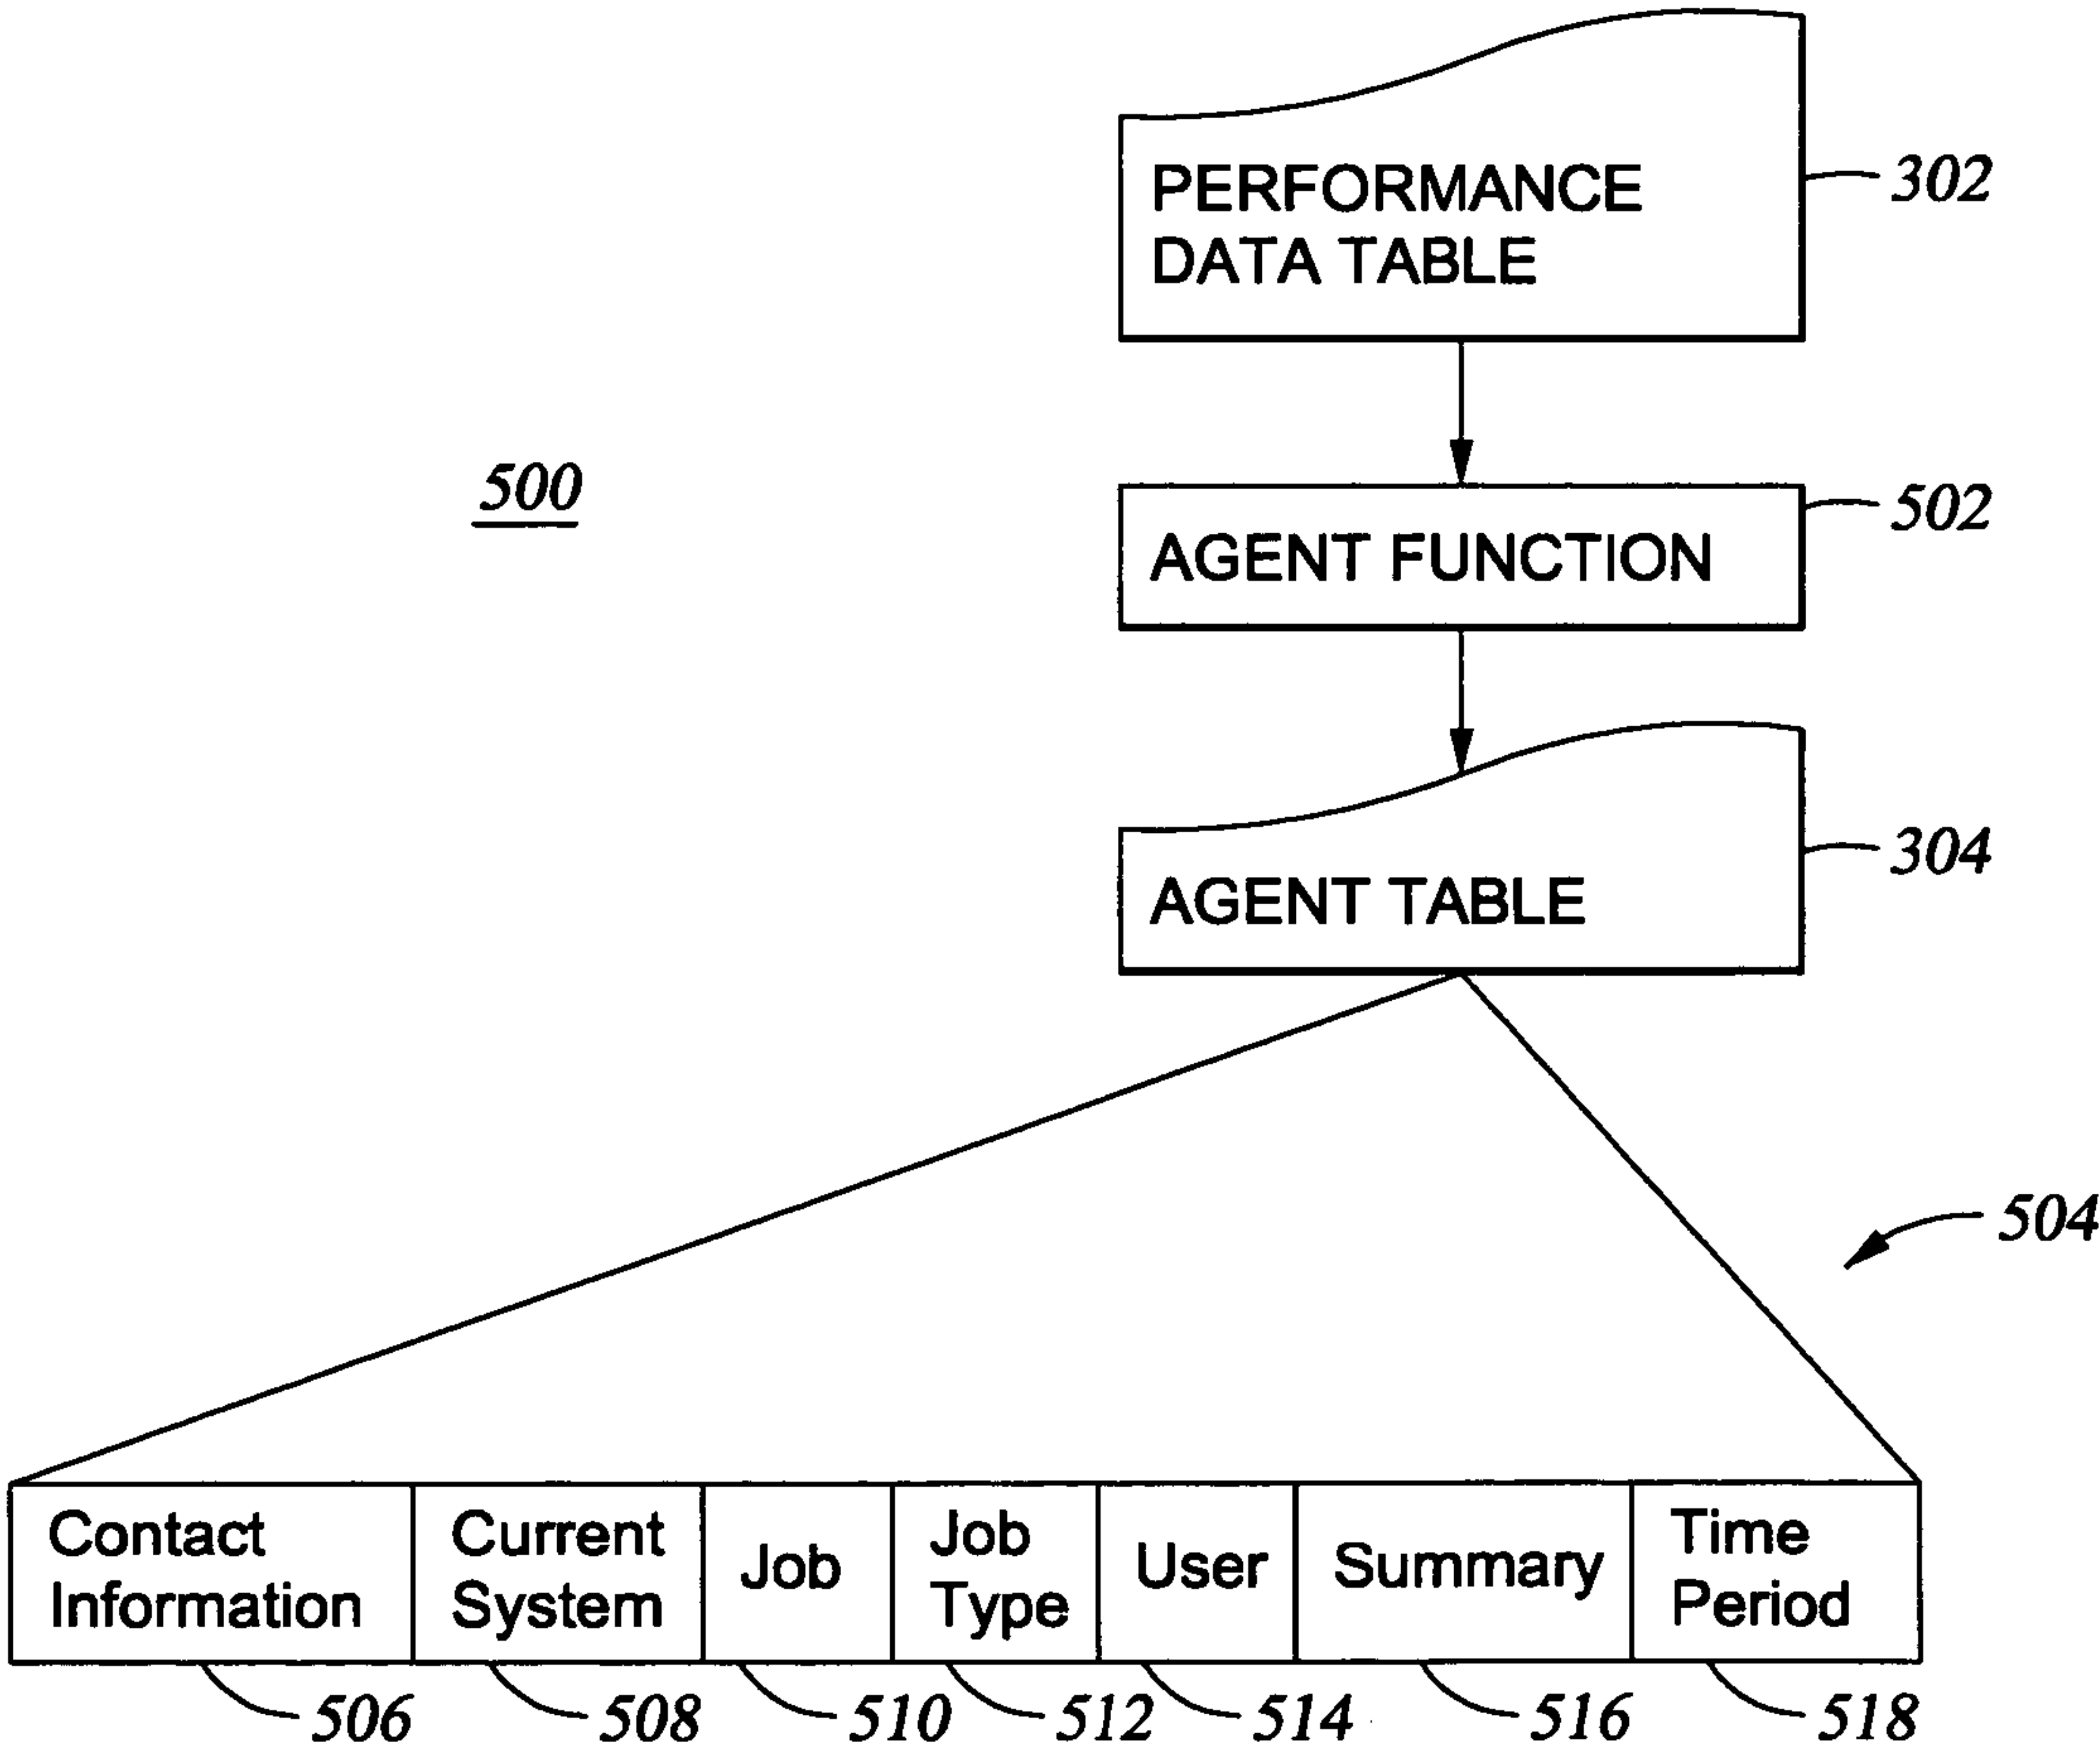 PERFORMANCE
DATA TABLE
302
500
502
AGENT FUNCTION
304
AGENT TABLE
504
Contact
Information
Current
System
Job
Job
Type
User
Summary
Time
Period
506
508
510
512
514
516
518